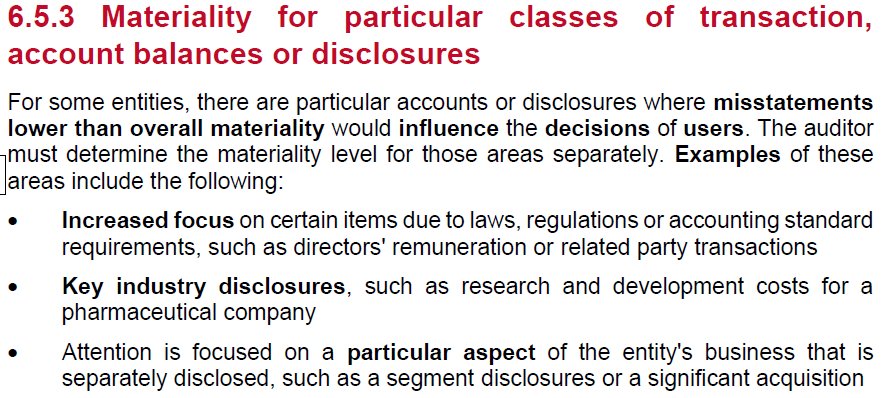 6.5.3 Materiality for particular classes of transaction,
account balances or disclosures
For some entities, there are particular accounts or disclosures where misstatements
lower than overall materiality would influence the decisions of users. The auditor
must determine the materiality level for those areas separately. Examples of these
areas include the following:
• Increased focus on certain items due to laws, regulations or accounting standard
requirements, such as directors' remuneration or related party transactions
• Key industry disclosures, such as research and development costs for a
pharmaceutical company
• Attention is focused on a particular aspect of the entity's business that is
separately disclosed, such as a segment disclosures or a significant acquisition